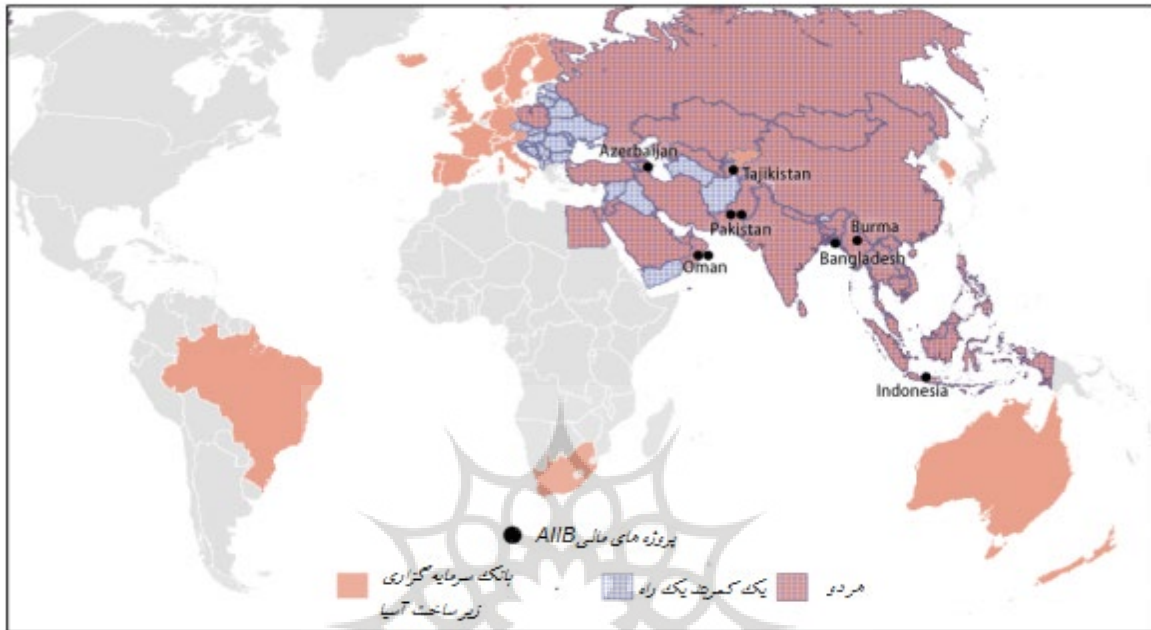 Azerbaijan
Tajikistan
Pakistan
Burma
Bangladesh
Oman
Indonesia
پروژه های مالی AIIB
هر دو
یک کمربند یک راه
بانک سرمایه گزاری
زیر ساخت آسیا